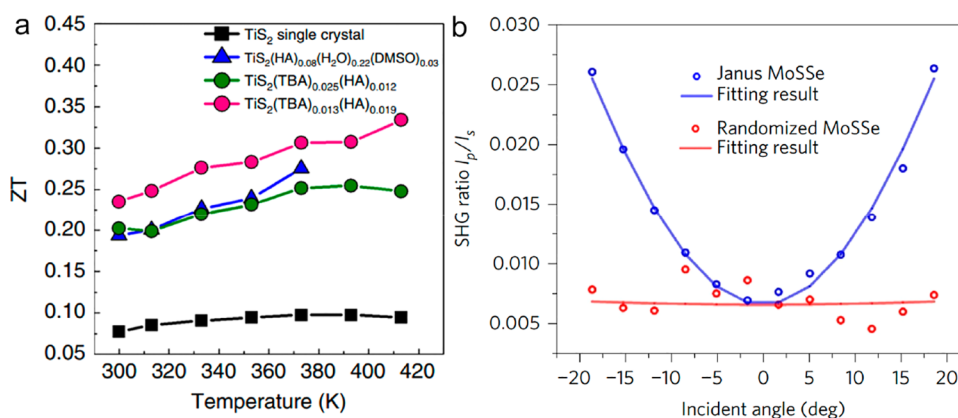 a
0.45
0.40
0.35
0.30
0.25
0.20
0.15
0.10
0.05
ZT
TiS₂ single crystal
TiS₂(HA)₀.₀₈(H₂O)₀.₂₂(DMSO)₀.₀₃
TiS₂(TBA)₀.₀₂₅(HA)₀.₀₁₂
TiS₂(TBA)₀.₀₁₃(HA)₀.₀₁₉
300 320 340 360 380 400 420
Temperature (K)
b
0.030
0.025
0.020
0.015
0.010
0.005
SHG ratio Iₚ/Iₛ
Janus MoSSe
Fitting result
Randomized MoSSe
Fitting result
−20 −15 −10 −5 0 5 10 15 20
Incident angle (deg)